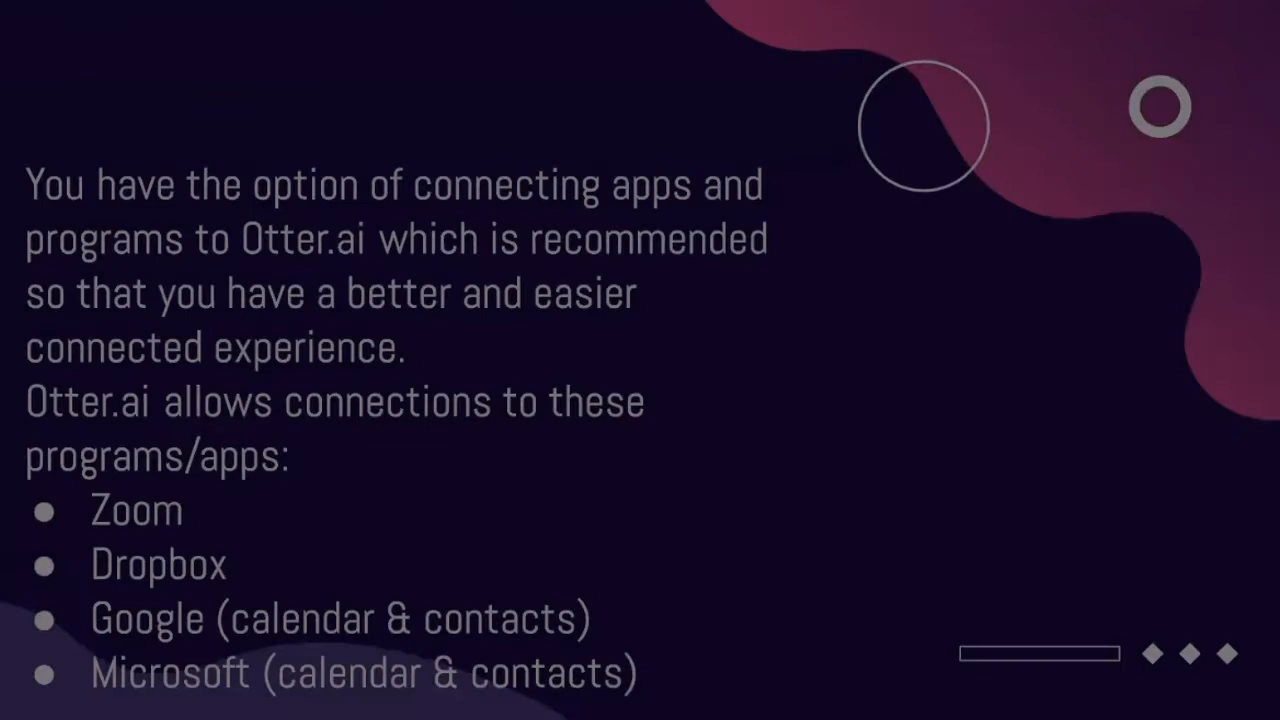 You have the option of connecting apps and
programs to Otter.ai which is recommended
so that you have a better and easier
connected experience.
Otter.ai allows connections to these
programs/apps:
● Zoom
● Dropbox
● Google (calendar & contacts)
● Microsoft (calendar & contacts)